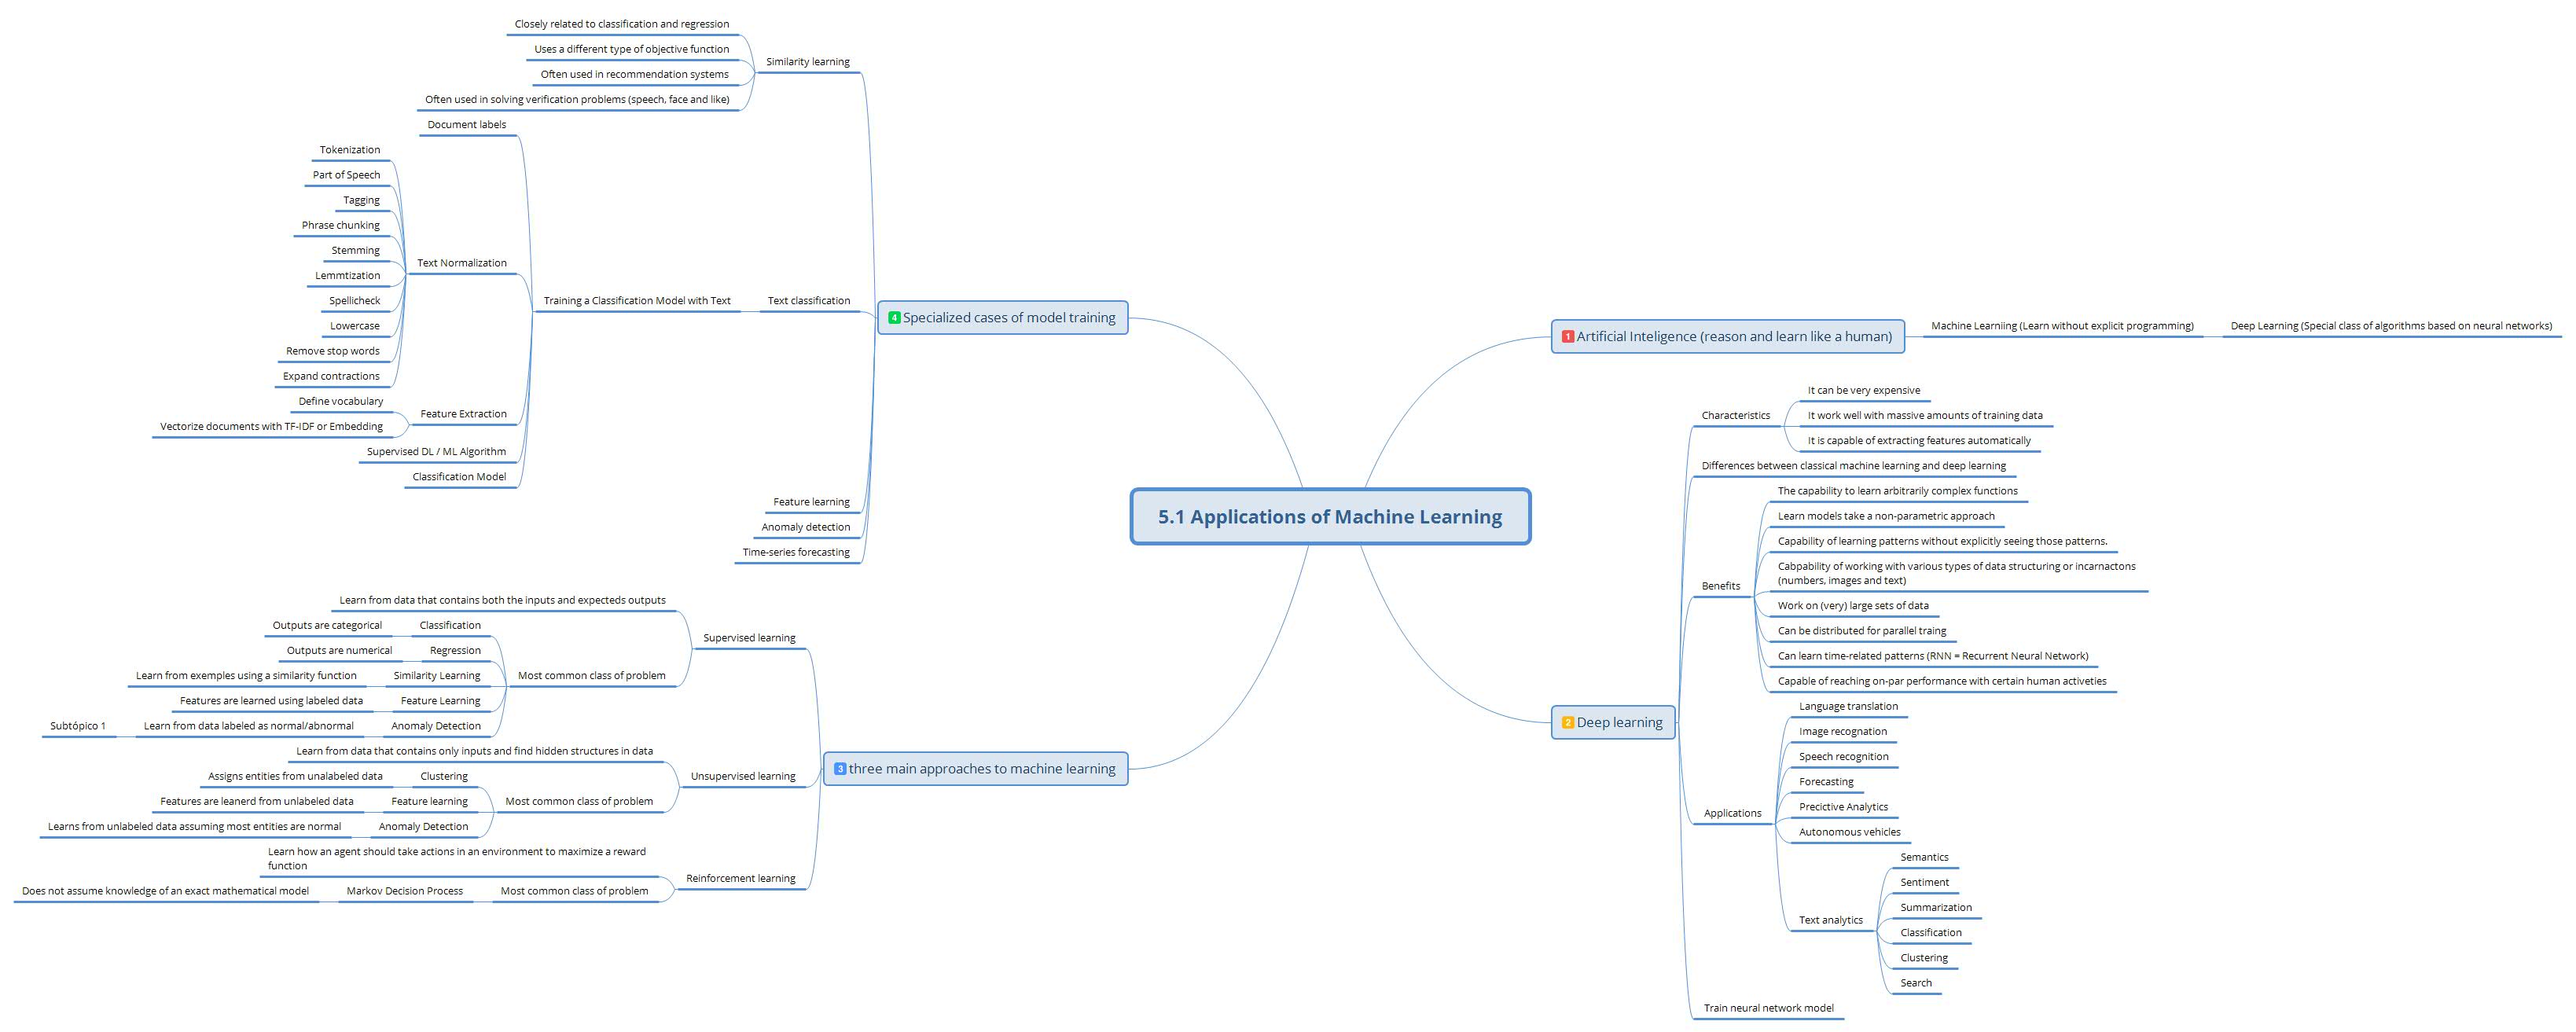 5.1 Applications of Machine Learning
1 Artificial Inteligence (reason and learn like a human)
Machine Learniing (Learn without explicit programming)
Deep Learning (Special class of algorithms based on neural networks)
2 Deep learning
Characteristics
It can be very expensive
It work well with massive amounts of training data
It is capable of extracting features automatically
Differences between classical machine learning and deep learning
Benefits
The capability to learn arbitrarily complex functions
Learn models take a non-parametric approach
Capability of learning patterns without explicitly seeing those patterns.
Cabpability of working with various types of data structuring or incarnactons
(numbers, images and text)
Work on (very) large sets of data
Can be distributed for parallel traing
Can learn time-related patterns (RNN = Recurrent Neural Network)
Capable of reaching on-par performance with certain human activeties
Applications
Language translation
Image recognation
Speech recognition
Forecasting
Precictive Analytics
Autonomous vehicles
Text analytics
Semantics
Sentiment
Summarization
Classification
Clustering
Search
Train neural network model
3 three main approaches to machine learning
Supervised learning
Learn from data that contains both the inputs and expecteds outputs
Most common class of problem
Classification
Outputs are categorical
Regression
Outputs are numerical
Similarity Learning
Learn from exemples using a similarity function
Feature Learning
Features are learned using labeled data
Anomaly Detection
Learn from data labeled as normal/abnormal
Subtópico 1
Unsupervised learning
Learn from data that contains only inputs and find hidden structures in data
Most common class of problem
Clustering
Assigns entities from unalabeled data
Feature learning
Features are leanerd from unlabeled data
Anomaly Detection
Learns from unlabeled data assuming most entities are normal
Reinforcement learning
Learn how an agent should take actions in an environment to maximize a reward
function
Most common class of problem
Markov Decision Process
Does not assume knowledge of an exact mathematical model
4 Specialized cases of model training
Similarity learning
Closely related to classification and regression
Uses a different type of objective function
Often used in recommendation systems
Often used in solving verification problems (speech, face and like)
Text classification
Training a Classification Model with Text
Document labels
Text Normalization
Tokenization
Part of Speech
Tagging
Phrase chunking
Stemming
Lemmtization
Spellicheck
Lowercase
Remove stop words
Expand contractions
Feature Extraction
Define vocabulary
Vectorize documents with TF-IDF or Embedding
Supervised DL / ML Algorithm
Classification Model
Feature learning
Anomaly detection
Time-series forecasting